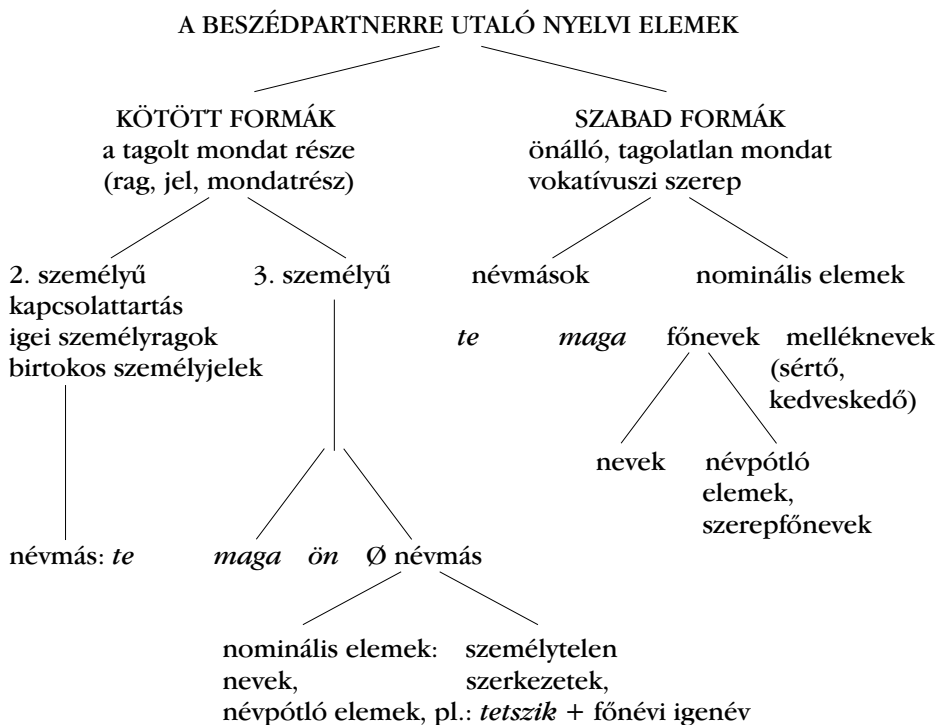 A BESZÉDPARTNERRE UTALÓ NYELVI ELEMEK
KÖTÖTT FORMÁK
a tagolt mondat része
(rag, jel, mondatrész)
SZABAD FORMÁK
önálló, tagolatlan mondat
vokatívuszi szerep
2. személyű
kapcsolattartás
igei személyragok
birtokos személyjelek
3. személyű
névmások
nominális elemek
te maga főnevek melléknevek
(sértő,
kedveskedő)
nevek
névpótló
elemek,
szerepfőnevek
névmás: te maga ön Ø névmás
nominális elemek: személytelen
nevek, szerkezetek,
névpótló elemek, pl.: tetszik + főnévi igenév